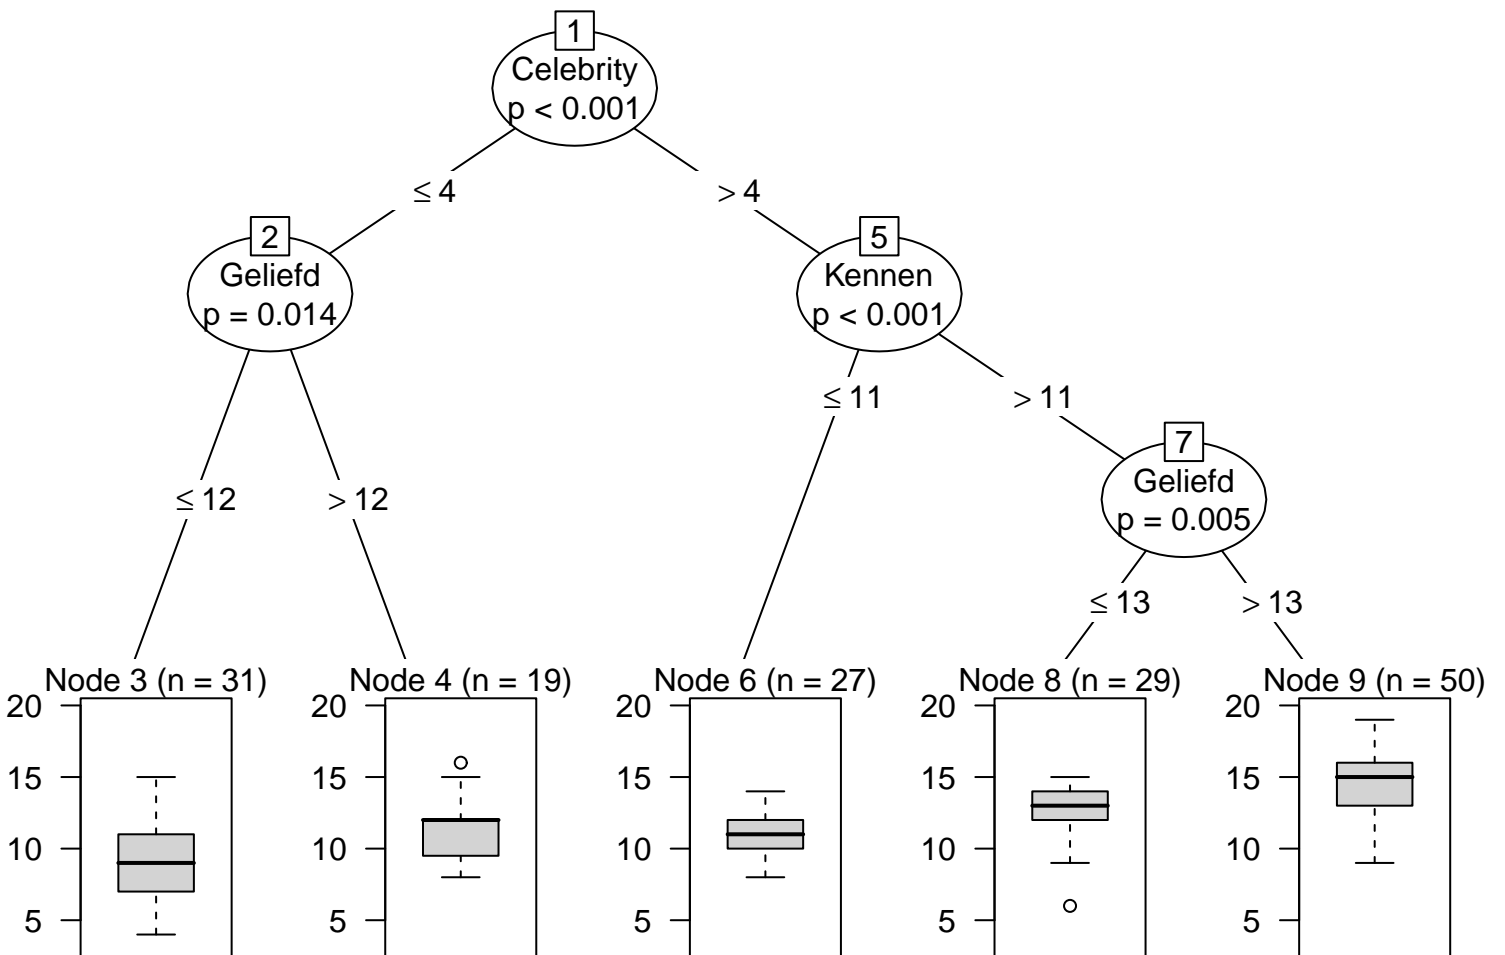 1
Celebrity
p < 0.001
≤ 4
> 4
2
Geliefd
p = 0.014
5
Kennen
p < 0.001
≤ 11
> 11
7
Geliefd
p = 0.005
≤ 12
> 12
≤ 13
> 13
Node 3 (n = 31)
Node 4 (n = 19)
Node 6 (n = 27)
Node 8 (n = 29)
Node 9 (n = 50)
20
15
10
5
20
15
10
5
20
15
10
5
20
15
10
5
20
15
10
5